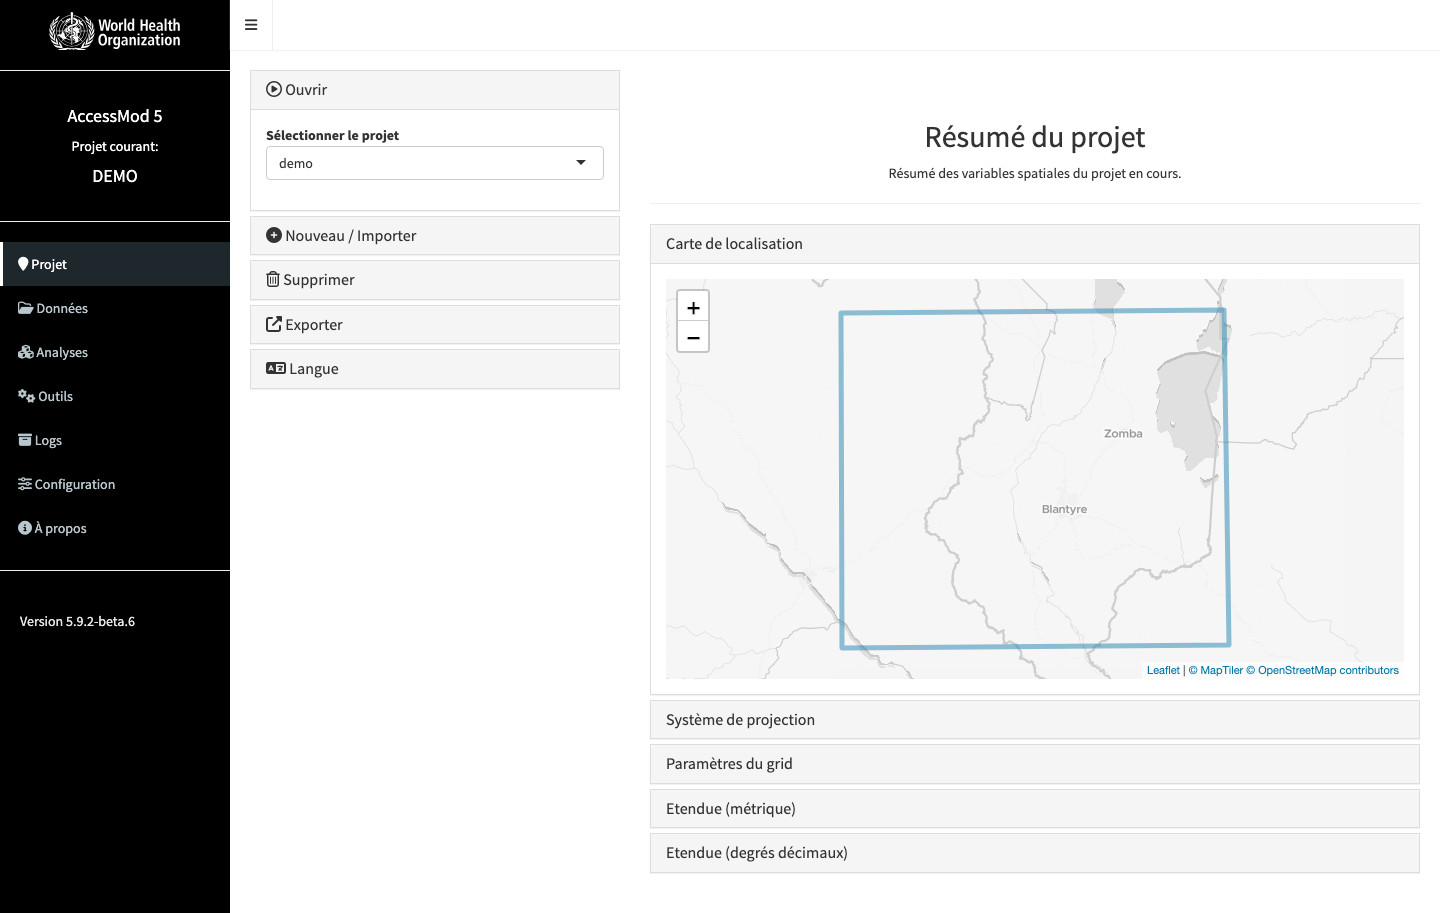 World Health
Organization
AccessMod 5
Projet courant:
DEMO
Projet
Données
Analyses
Outils
Logs
Configuration
À propos
Version 5.9.2-beta.6
Ouvrir
Sélectionner le projet
demo
Nouveau / Importer
Supprimer
Exporter
Langue
Résumé du projet
Résumé des variables spatiales du projet en cours.
Carte de localisation
+
−
Zomba
Blantyre
Leaflet | © MapTiler © OpenStreetMap contributors
Système de projection
Paramètres du grid
Etendue (métrique)
Etendue (degrés décimaux)